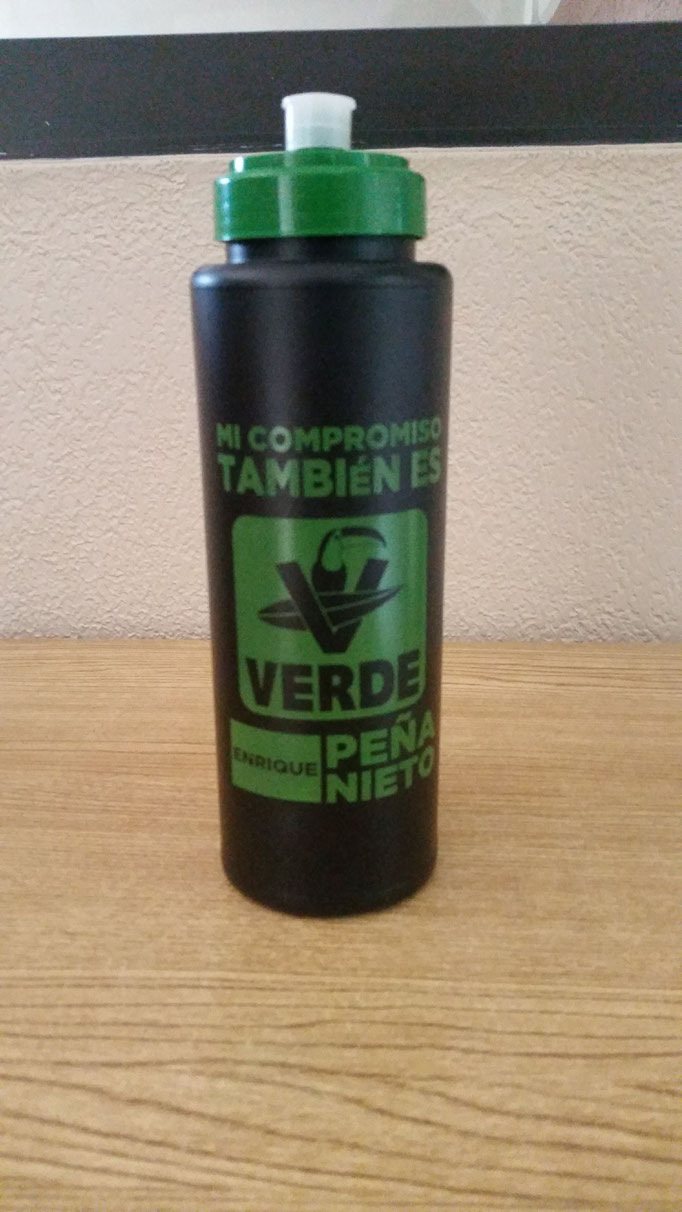 MI COMPROMISO
TAMBIÉN ES
V
VERDE
ENRIQUE PEÑA
NIETO